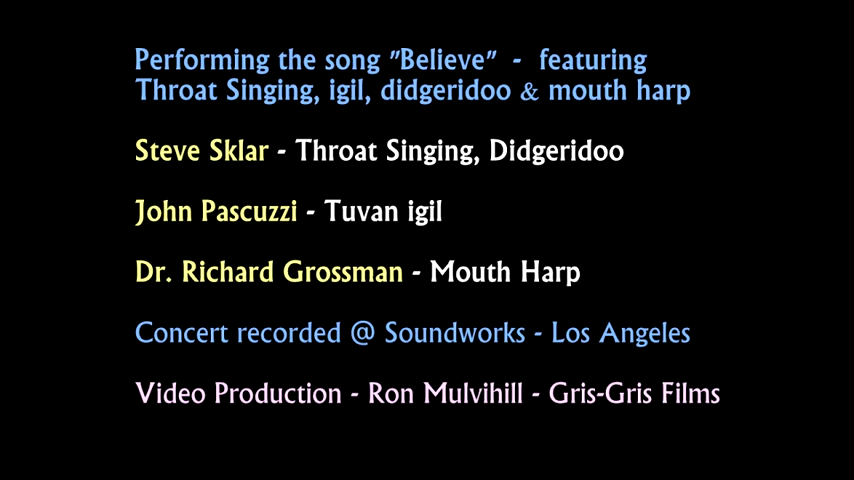 Performing the song "Believe" - featuring
Throat Singing, igil, didgeridoo & mouth harp
Steve Sklar - Throat Singing, Didgeridoo
John Pascuzzi - Tuvan igil
Dr. Richard Grossman - Mouth Harp
Concert recorded @ Soundworks - Los Angeles
Video Production - Ron Mulvihill - Gris-Gris Films